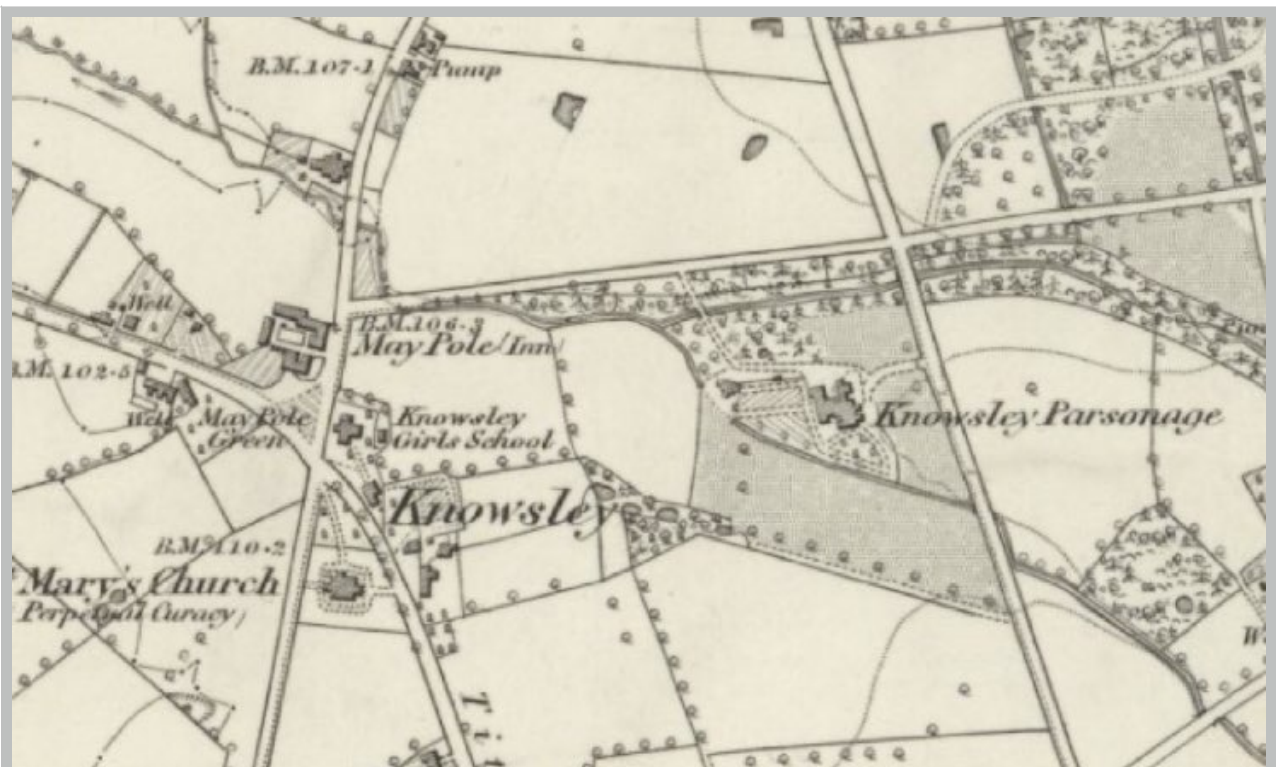 B.M.107·1
Pump
Well
B.M.106·3
May Pole (Inn)
B.M. 102·5
Well
May Pole
Green
Knowsley
Girls School
Knowsley Parsonage
Knowsley
B.M.110·2
Mary's Church
(Perpetual Curacy)